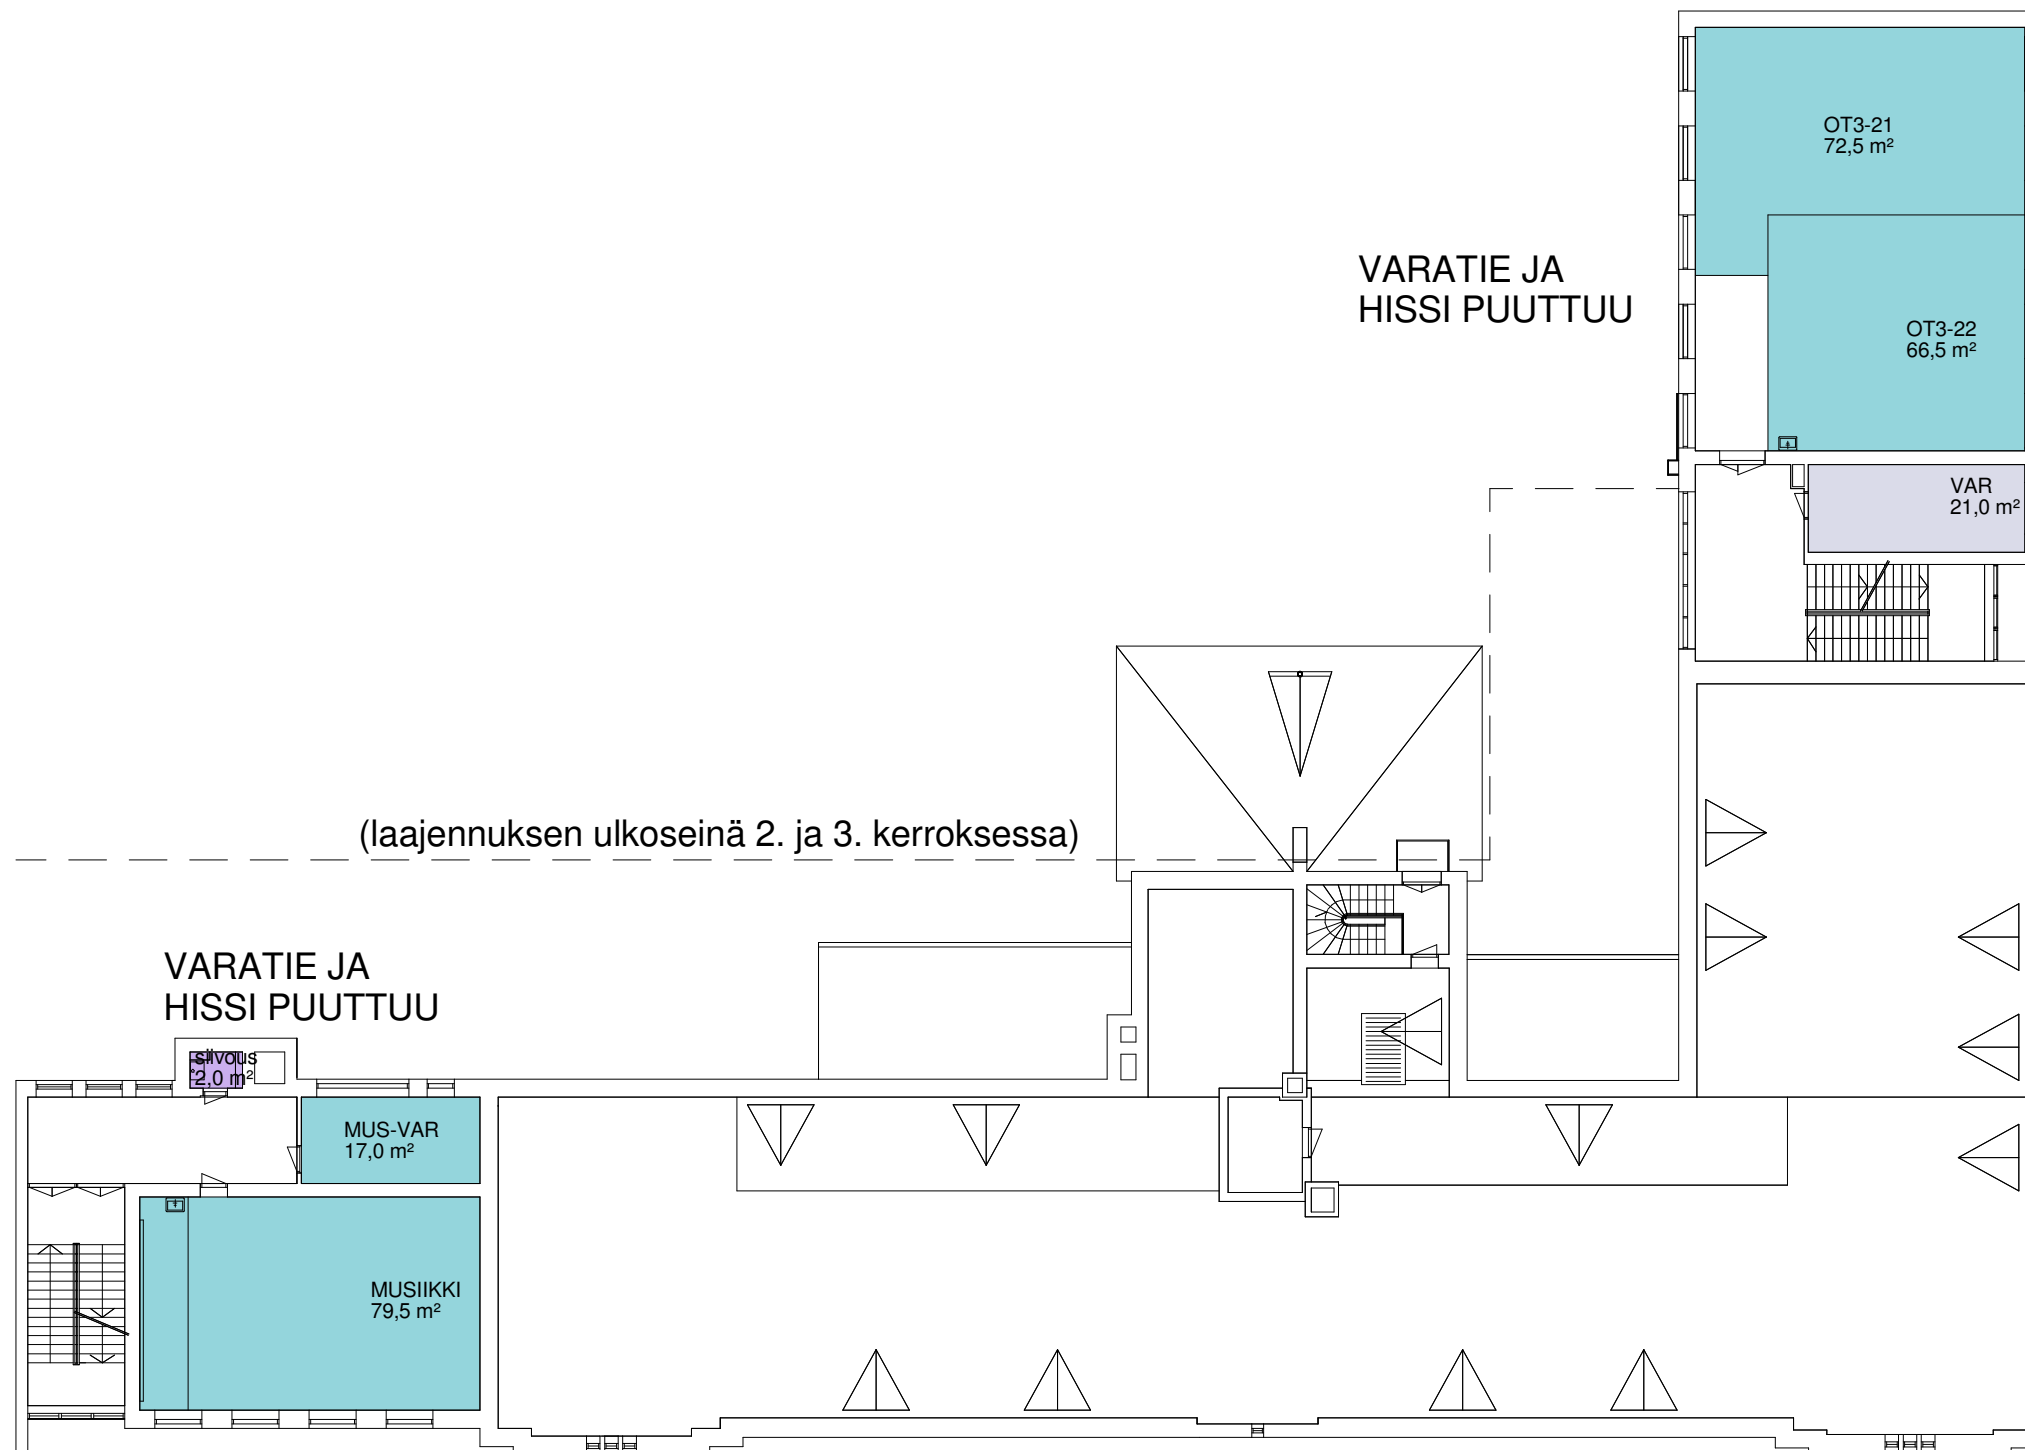 OT3-21
72,5 m²
VARATIE JA
HISSI PUUTTUU
OT3-22
66,5 m²
VAR
21,0 m²
(laajennuksen ulkoseinä 2. ja 3. kerroksessa)
VARATIE JA
HISSI PUUTTUU
siivous
2,0 m²
MUS-VAR
17,0 m²
MUSIIKKI
79,5 m²